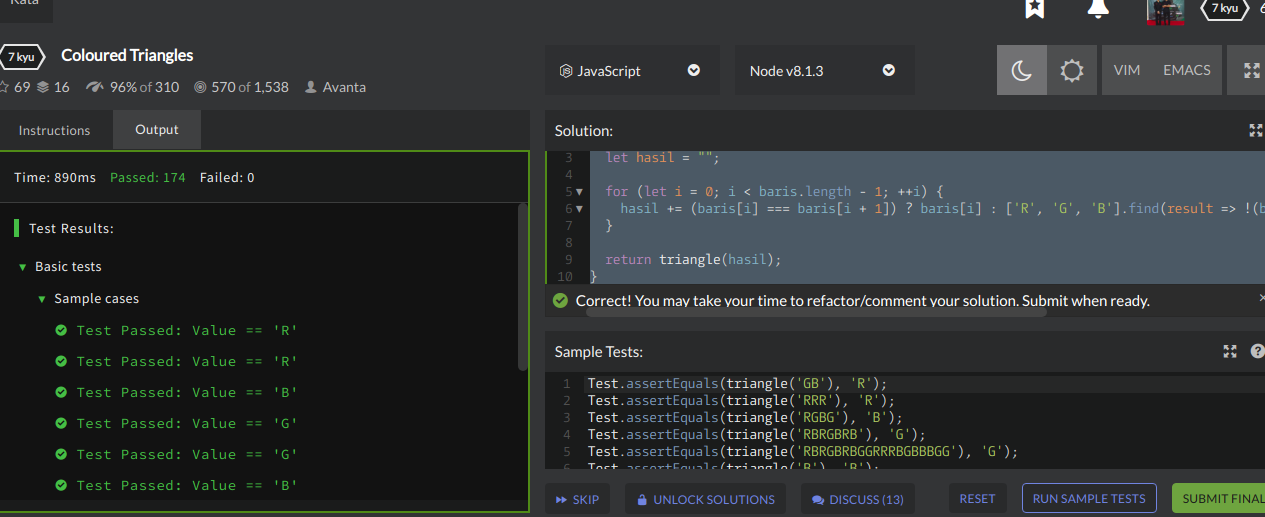 Kata
7 kyu
7 kyu Coloured Triangles
69 16 96% of 310 570 of 1,538 Avanta
JavaScript
Node v8.1.3
VIM EMACS
Instructions Output
Time: 890ms Passed: 174 Failed: 0
Test Results:
Basic tests
Sample cases
Test Passed: Value == 'R'
Test Passed: Value == 'R'
Test Passed: Value == 'B'
Test Passed: Value == 'G'
Test Passed: Value == 'G'
Test Passed: Value == 'B'
Solution:
3 let hasil = "";
4
5 for (let i = 0; i < baris.length - 1; ++i) {
6 hasil += (baris[i] === baris[i + 1]) ? baris[i] : ['R', 'G', 'B'].find(result => !(b
7 }
8
9 return triangle(hasil);
10 }
Correct! You may take your time to refactor/comment your solution. Submit when ready.
Sample Tests:
1 Test.assertEquals(triangle('GB'), 'R');
2 Test.assertEquals(triangle('RRR'), 'R');
3 Test.assertEquals(triangle('RGBG'), 'B');
4 Test.assertEquals(triangle('RBRGBRB'), 'G');
5 Test.assertEquals(triangle('RBRGBRBGGRRRBGBBBGG'), 'G');
6 Test.assertEquals(triangle('B'), 'B');
SKIP UNLOCK SOLUTIONS DISCUSS (13) RESET RUN SAMPLE TESTS SUBMIT FINAL